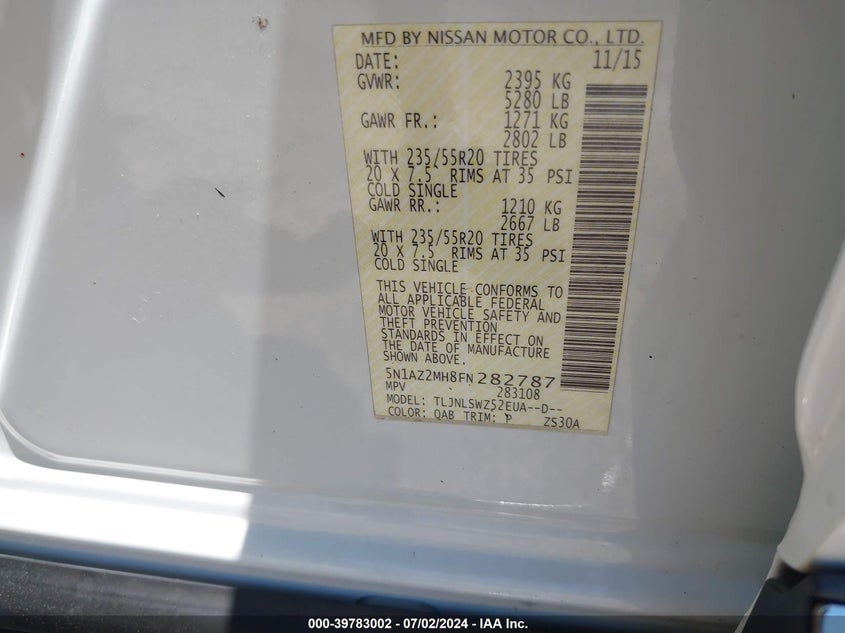 MFD BY NISSAN MOTOR CO., LTD.
DATE: 11/15
GVWR: 2395 KG
5280 LB
GAWR FR.: 1271 KG
2802 LB
WITH 235/55R20 TIRES
20 X 7.5 RIMS AT 35 PSI
COLD SINGLE
GAWR RR.: 1210 KG
2667 LB
WITH 235/55R20 TIRES
20 X 7.5 RIMS AT 35 PSI
COLD SINGLE
THIS VEHICLE CONFORMS TO
ALL APPLICABLE FEDERAL
MOTOR VEHICLE SAFETY AND
THEFT PREVENTION
STANDARDS IN EFFECT ON
THE DATE OF MANUFACTURE
SHOWN ABOVE.
5N1AZ2MH8FN282787
MPV 283108
MODEL: TLJNLSWZ52EUA--D--
COLOR: QAB TRIM: P ZS30A
000-39783002 - 07/02/2024 - IAA Inc.